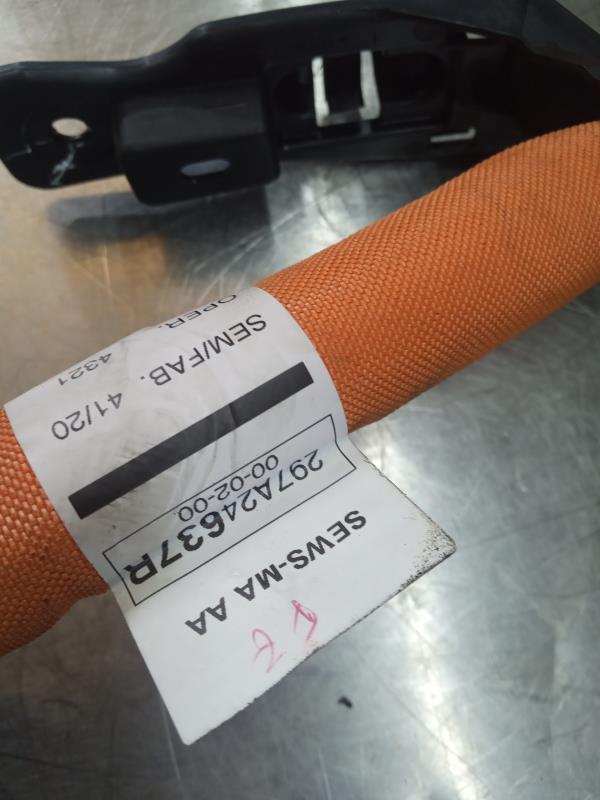 SEWS-MA AA
297A24637R
00-02-00
SEM/FAB. 41/20
OPER. 4321